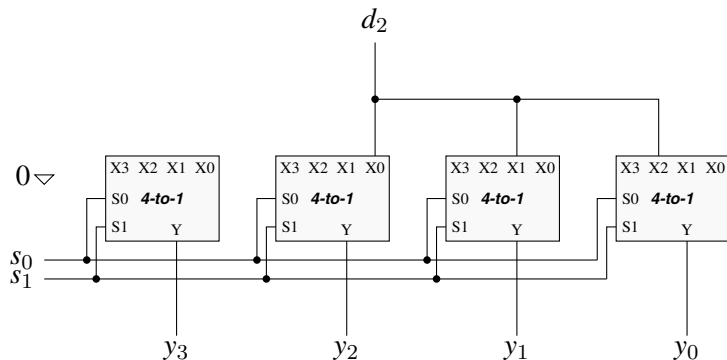 d2
X3 X2 X1 X0 X3 X2 X1 X0 X3 X2 X1 X0 X3 X2 X1 X0
0
S0 4-to-1 S0 4-to-1 S0 4-to-1 S0 4-to-1
S1 Y S1 Y S1 Y S1 Y
s0
s1
y3 y2 y1 y0